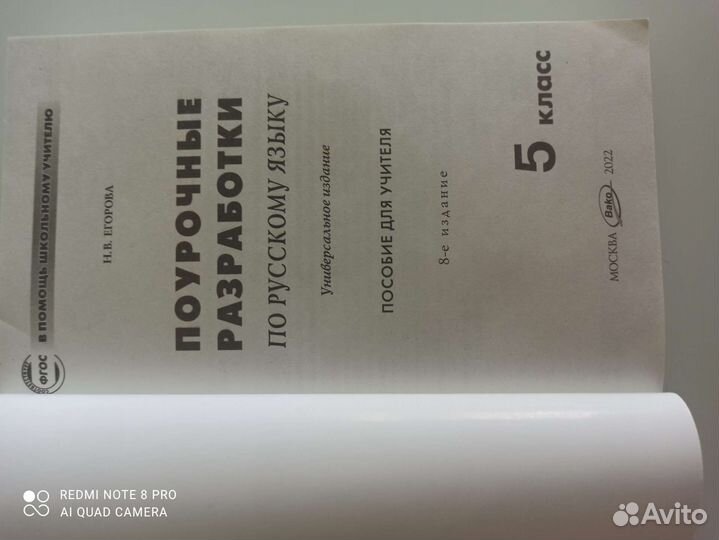 В ПОМОЩЬ ШКОЛЬНОМУ УЧИТЕЛЮ
ФГОС
Н.В. ЕГОРОВА
ПОУРОЧНЫЕ
РАЗРАБОТКИ
ПО РУССКОМУ ЯЗЫКУ
Универсальное издание
ПОСОБИЕ ДЛЯ УЧИТЕЛЯ
8-е издание
5 класс
МОСКВА Bako 2022
REDMI NOTE 8 PRO
AI QUAD CAMERA
Avito